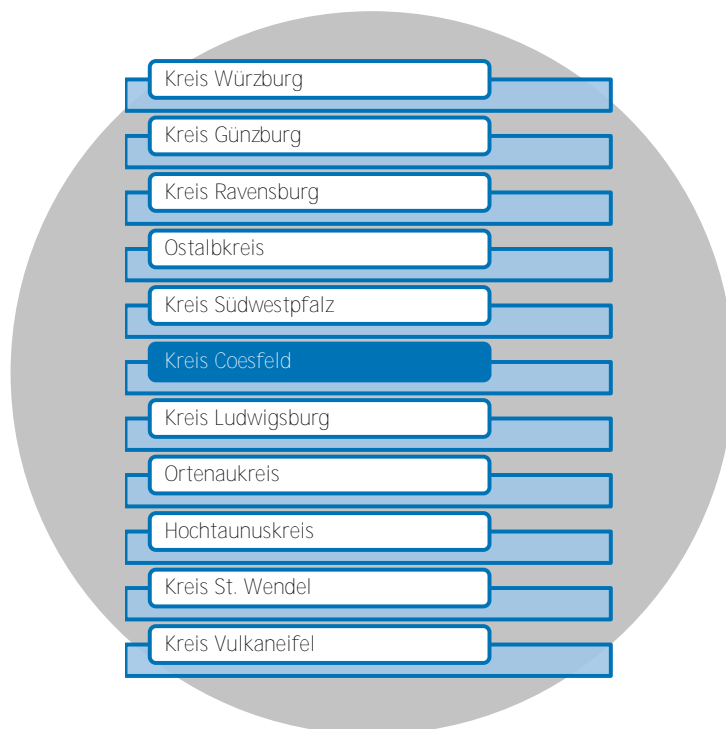 Kreis Würzburg
Kreis Günzburg
Kreis Ravensburg
Ostalbkreis
Kreis Südwestpfalz
Kreis Coesfeld
Kreis Ludwigsburg
Ortenaukreis
Hochtaunuskreis
Kreis St. Wendel
Kreis Vulkaneifel